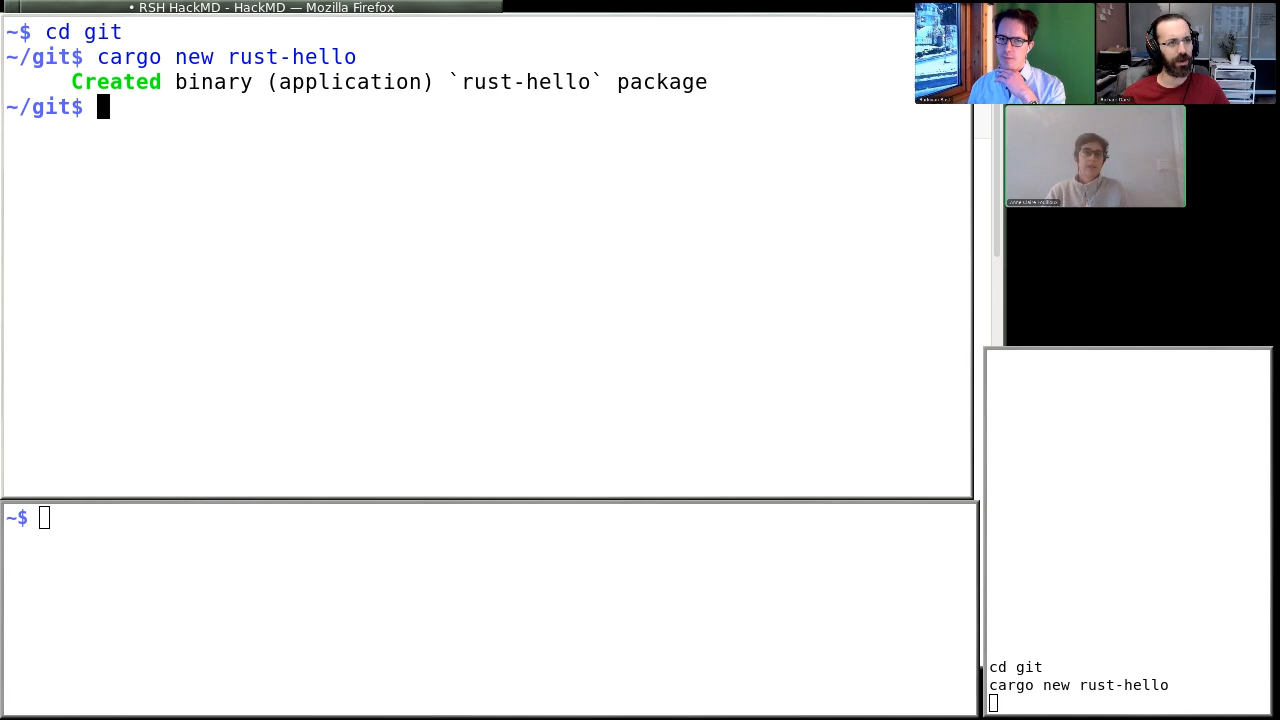 • RSH HackMD - HackMD — Mozilla Firefox
~$ cd git
~/git$ cargo new rust-hello
Created binary (application) `rust-hello` package
~/git$
~$
cd git
cargo new rust-hello